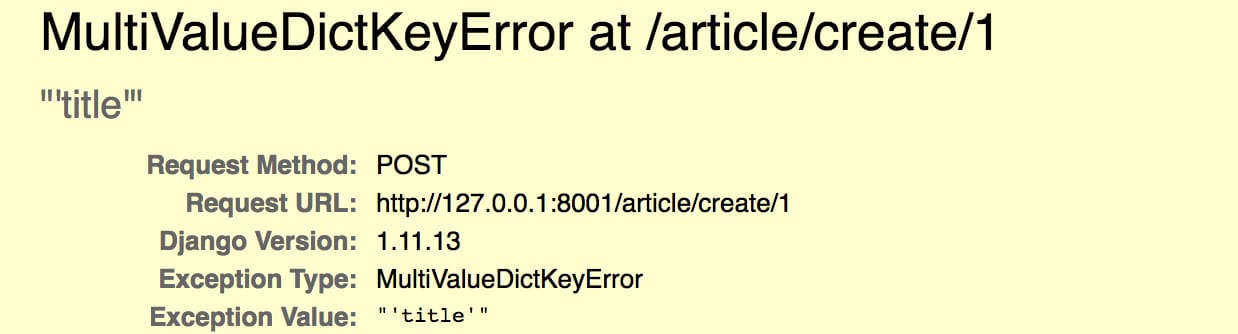 MultiValueDictKeyError at /article/create/1
"'title'"
Request Method: POST
Request URL: http://127.0.0.1:8001/article/create/1
Django Version: 1.11.13
Exception Type: MultiValueDictKeyError
Exception Value: "'title'"